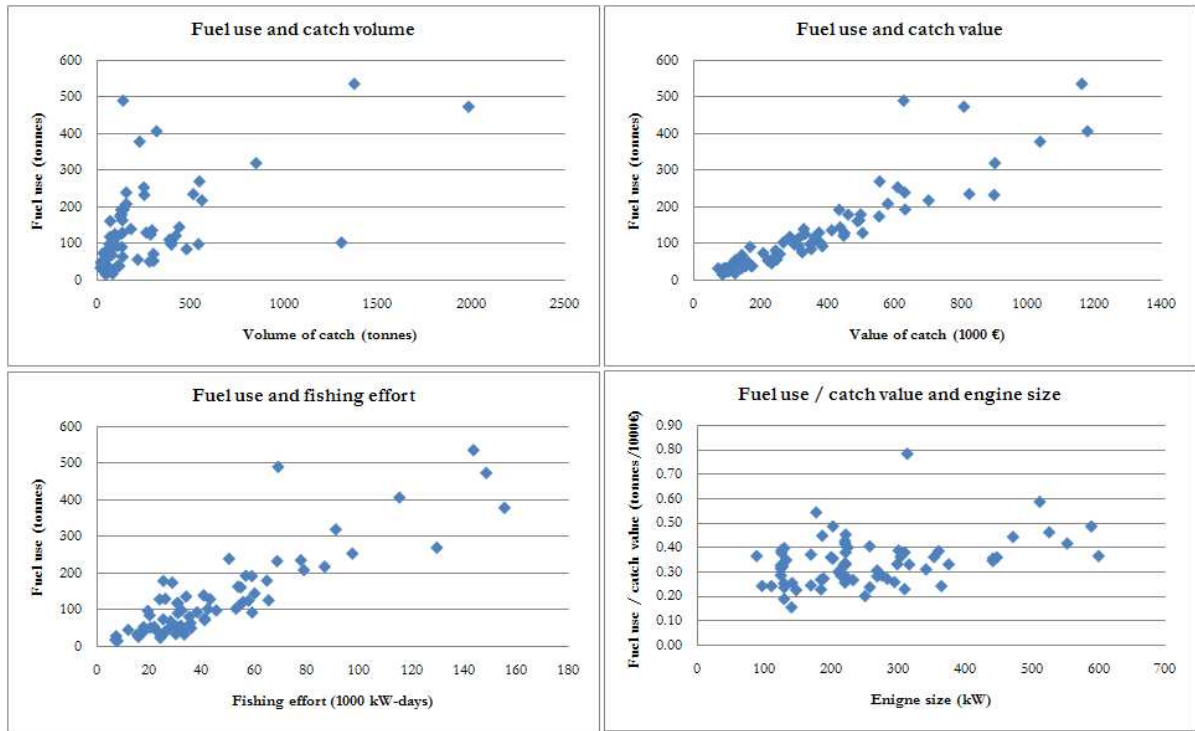 Fuel use and catch volume
Fuel use (tonnes)
600
500
400
300
200
100
0
0 500 1000 1500 2000 2500
Volume of catch (tonnes)
Fuel use and catch value
Fuel use (tonnes)
600
500
400
300
200
100
0
0 200 400 600 800 1000 1200 1400
Value of catch (1000 €)
Fuel use and fishing effort
Fuel use (tonnes)
600
500
400
300
200
100
0
0 20 40 60 80 100 120 140 160 180
Fishing effort (1000 kW-days)
Fuel use / catch value and engine size
Fuel use / catch value (tonnes/1000€)
0.90
0.80
0.70
0.60
0.50
0.40
0.30
0.20
0.10
0.00
0 100 200 300 400 500 600 700
Enigne size (kW)